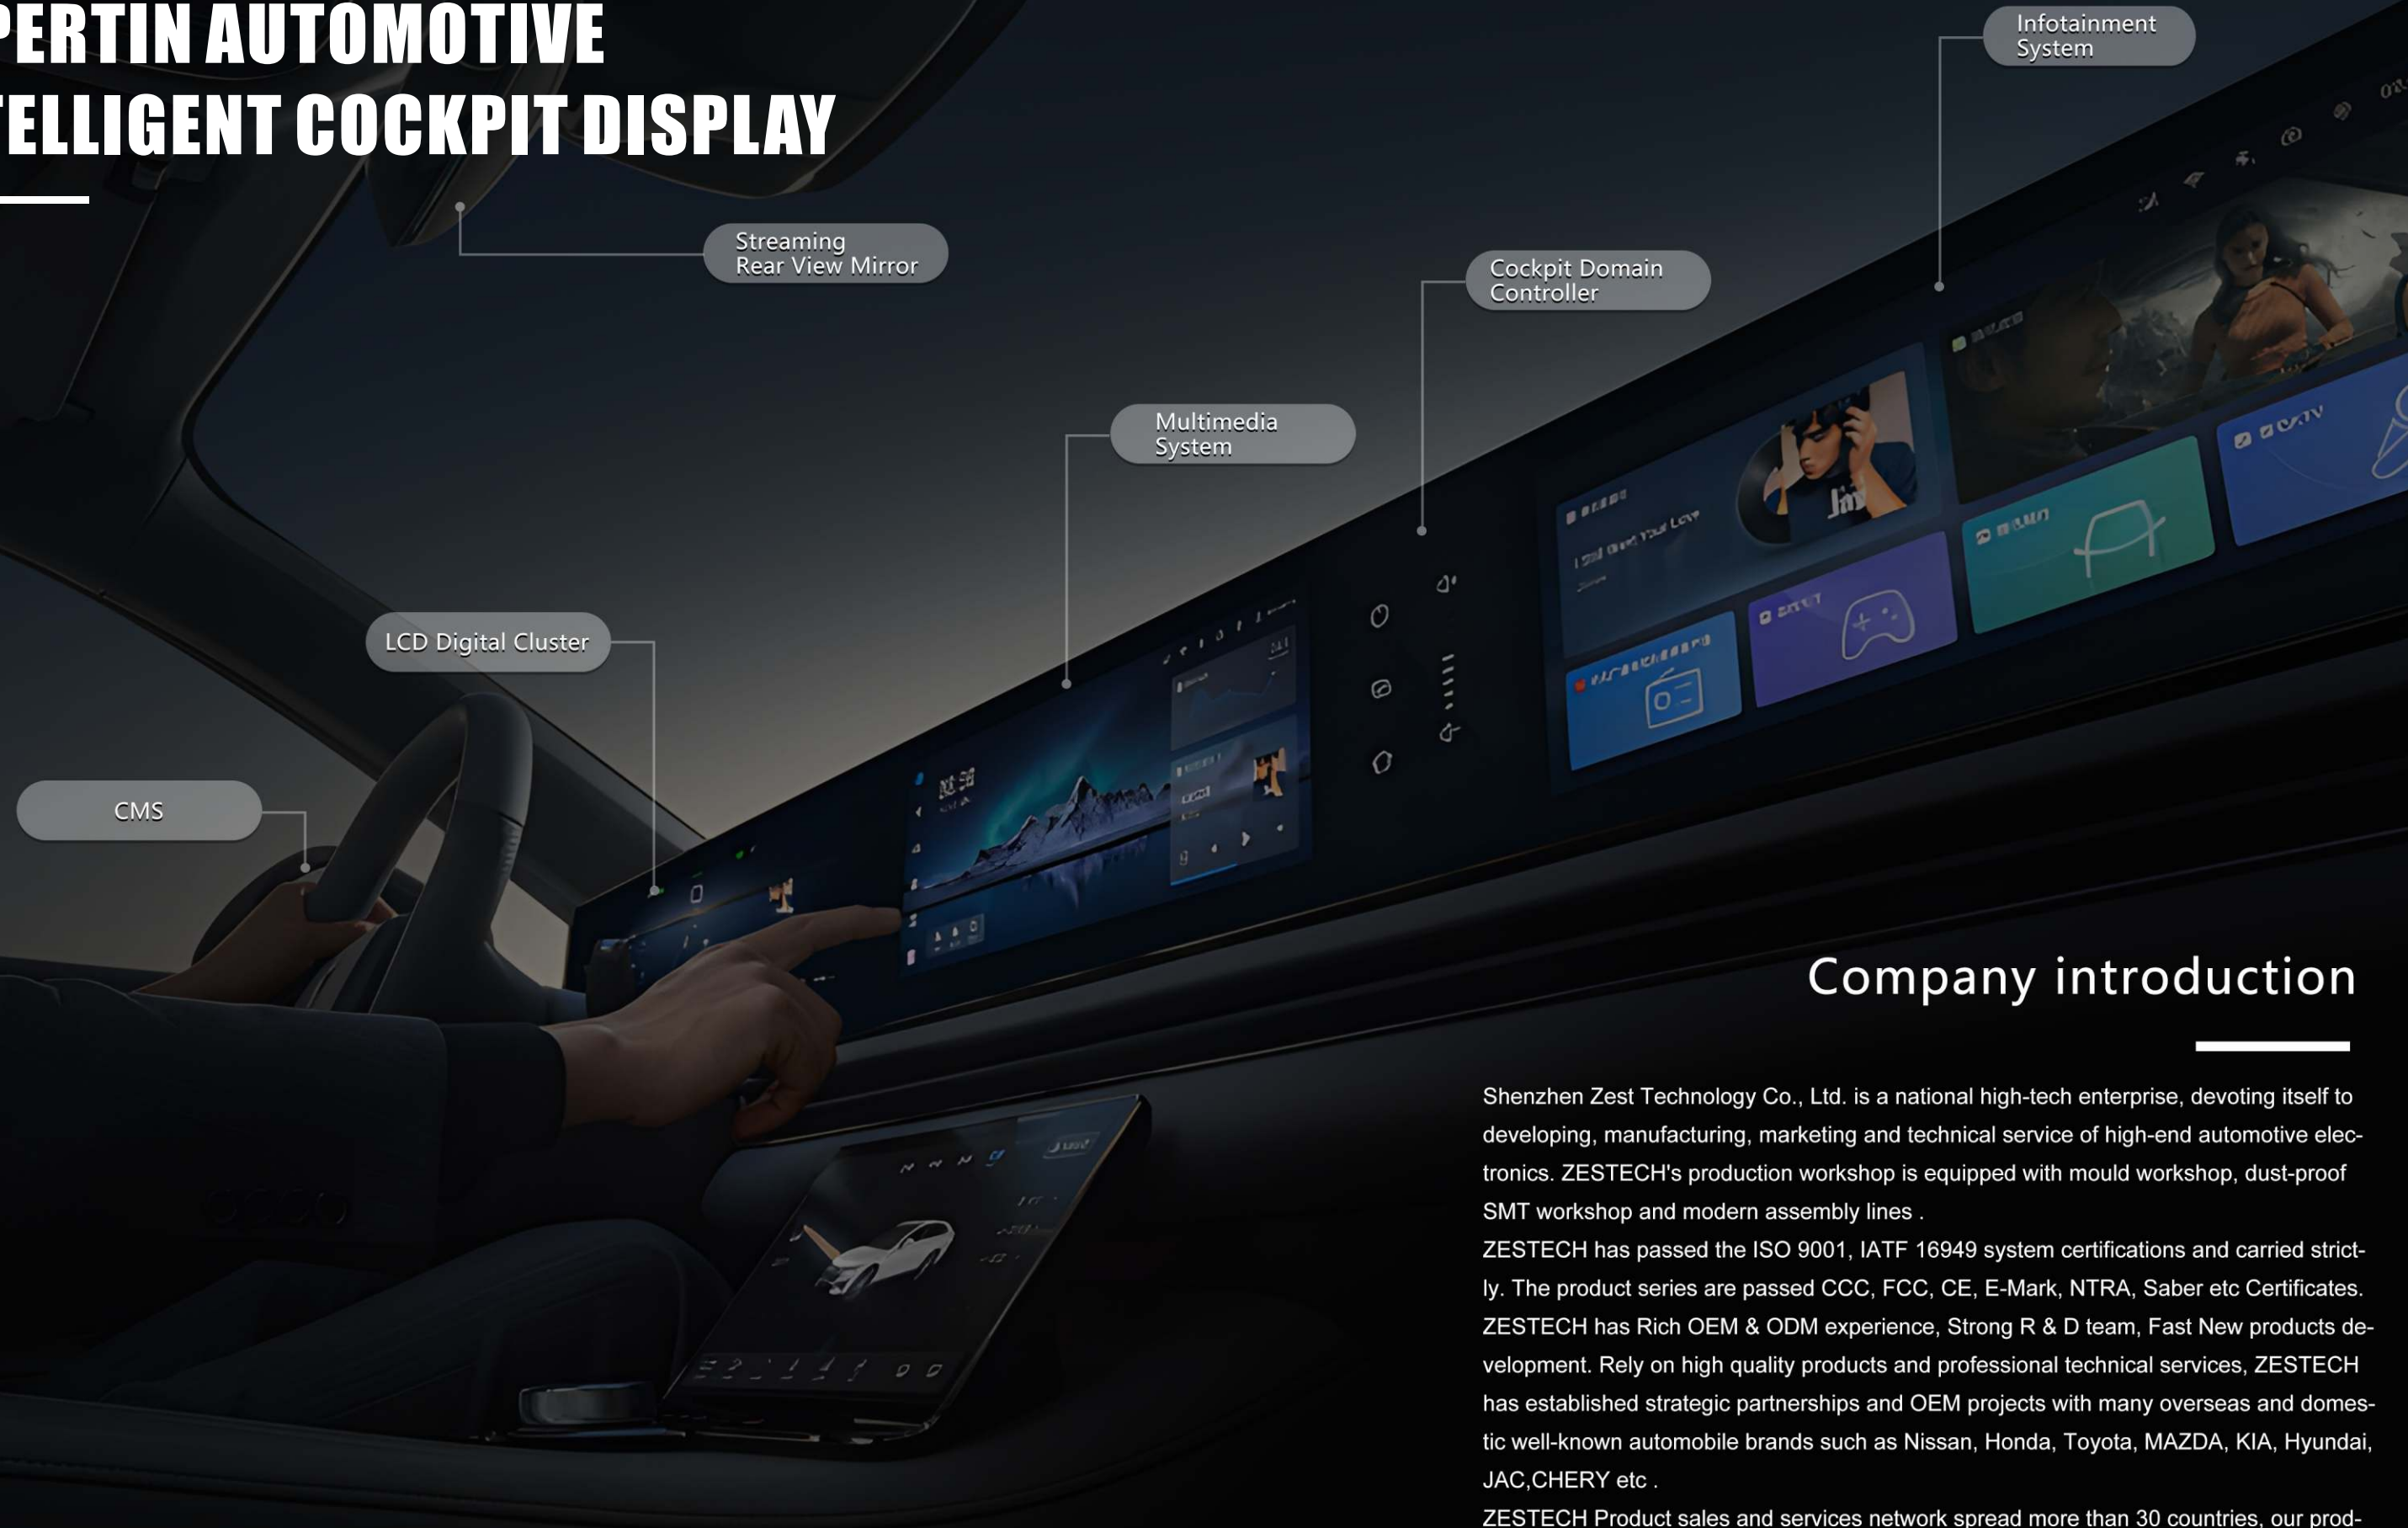 PERTIN AUTOMOTIVE
TELLIGENT COCKPIT DISPLAY
Infotainment
System
Streaming
Rear View Mirror
Cockpit Domain
Controller
Multimedia
System
LCD Digital Cluster
CMS
Company introduction
Shenzhen Zest Technology Co., Ltd. is a national high-tech enterprise, devoting itself to
developing, manufacturing, marketing and technical service of high-end automotive elec-
tronics. ZESTECH's production workshop is equipped with mould workshop, dust-proof
SMT workshop and modern assembly lines .
ZESTECH has passed the ISO 9001, IATF 16949 system certifications and carried strict-
ly. The product series are passed CCC, FCC, CE, E-Mark, NTRA, Saber etc Certificates.
ZESTECH has Rich OEM & ODM experience, Strong R & D team, Fast New products de-
velopment. Rely on high quality products and professional technical services, ZESTECH
has established strategic partnerships and OEM projects with many overseas and domes-
tic well-known automobile brands such as Nissan, Honda, Toyota, MAZDA, KIA, Hyundai,
JAC,CHERY etc .
ZESTECH Product sales and services network spread more than 30 countries, our prod-